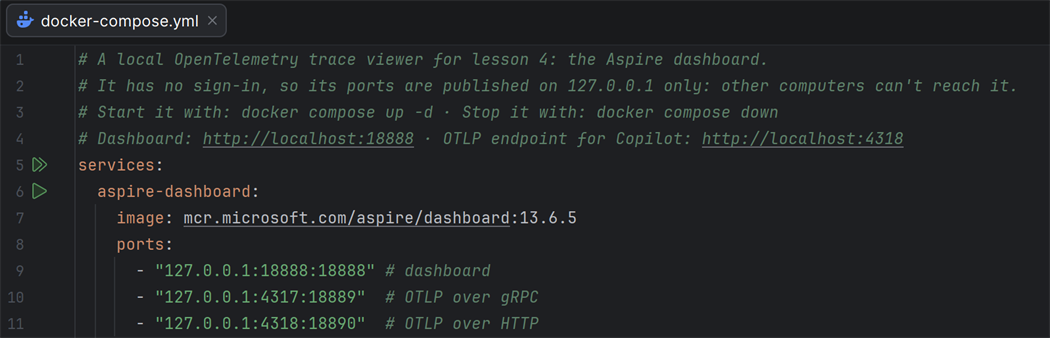 docker-compose.yml
1 # A local OpenTelemetry trace viewer for lesson 4: the Aspire dashboard.
2 # It has no sign-in, so its ports are published on 127.0.0.1 only: other computers can't reach it.
3 # Start it with: docker compose up -d · Stop it with: docker compose down
4 # Dashboard: http://localhost:18888 · OTLP endpoint for Copilot: http://localhost:4318
5 services:
6   aspire-dashboard:
7     image: mcr.microsoft.com/aspire/dashboard:13.6.5
8     ports:
9       - "127.0.0.1:18888:18888" # dashboard
10       - "127.0.0.1:4317:18889"  # OTLP over gRPC
11       - "127.0.0.1:4318:18890"  # OTLP over HTTP